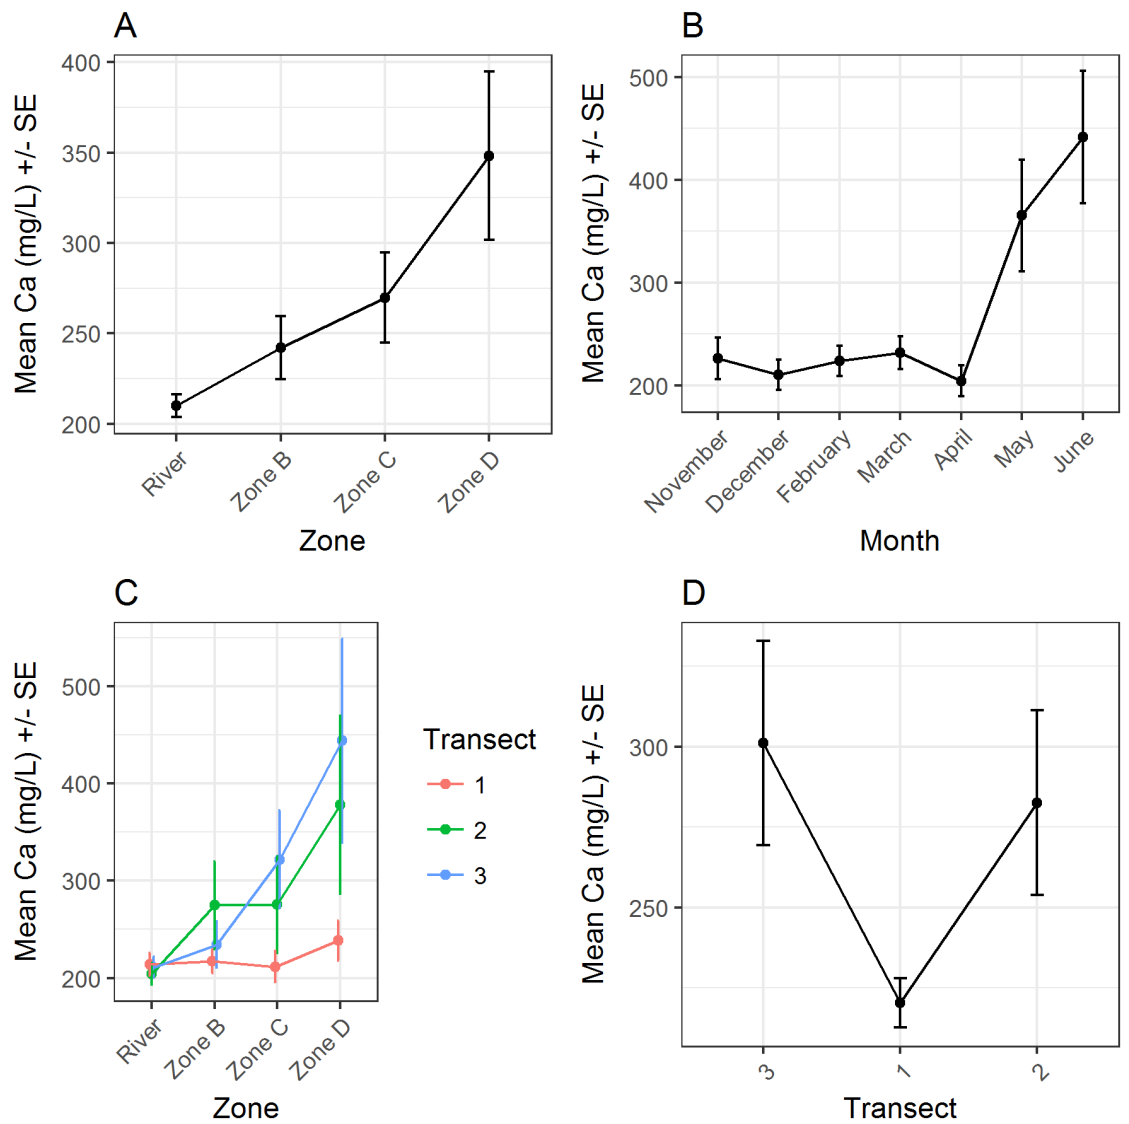 A
Mean Ca (mg/L) +/- SE
400
350
300
250
200
River
Zone B
Zone C
Zone D
Zone
B
Mean Ca (mg/L) +/- SE
500
400
300
200
November
December
February
March
April
May
June
Month
C
Mean Ca (mg/L) +/- SE
500
400
300
200
River
Zone B
Zone C
Zone D
Zone
Transect
1
2
3
D
Mean Ca (mg/L) +/- SE
300
250
3
1
2
Transect